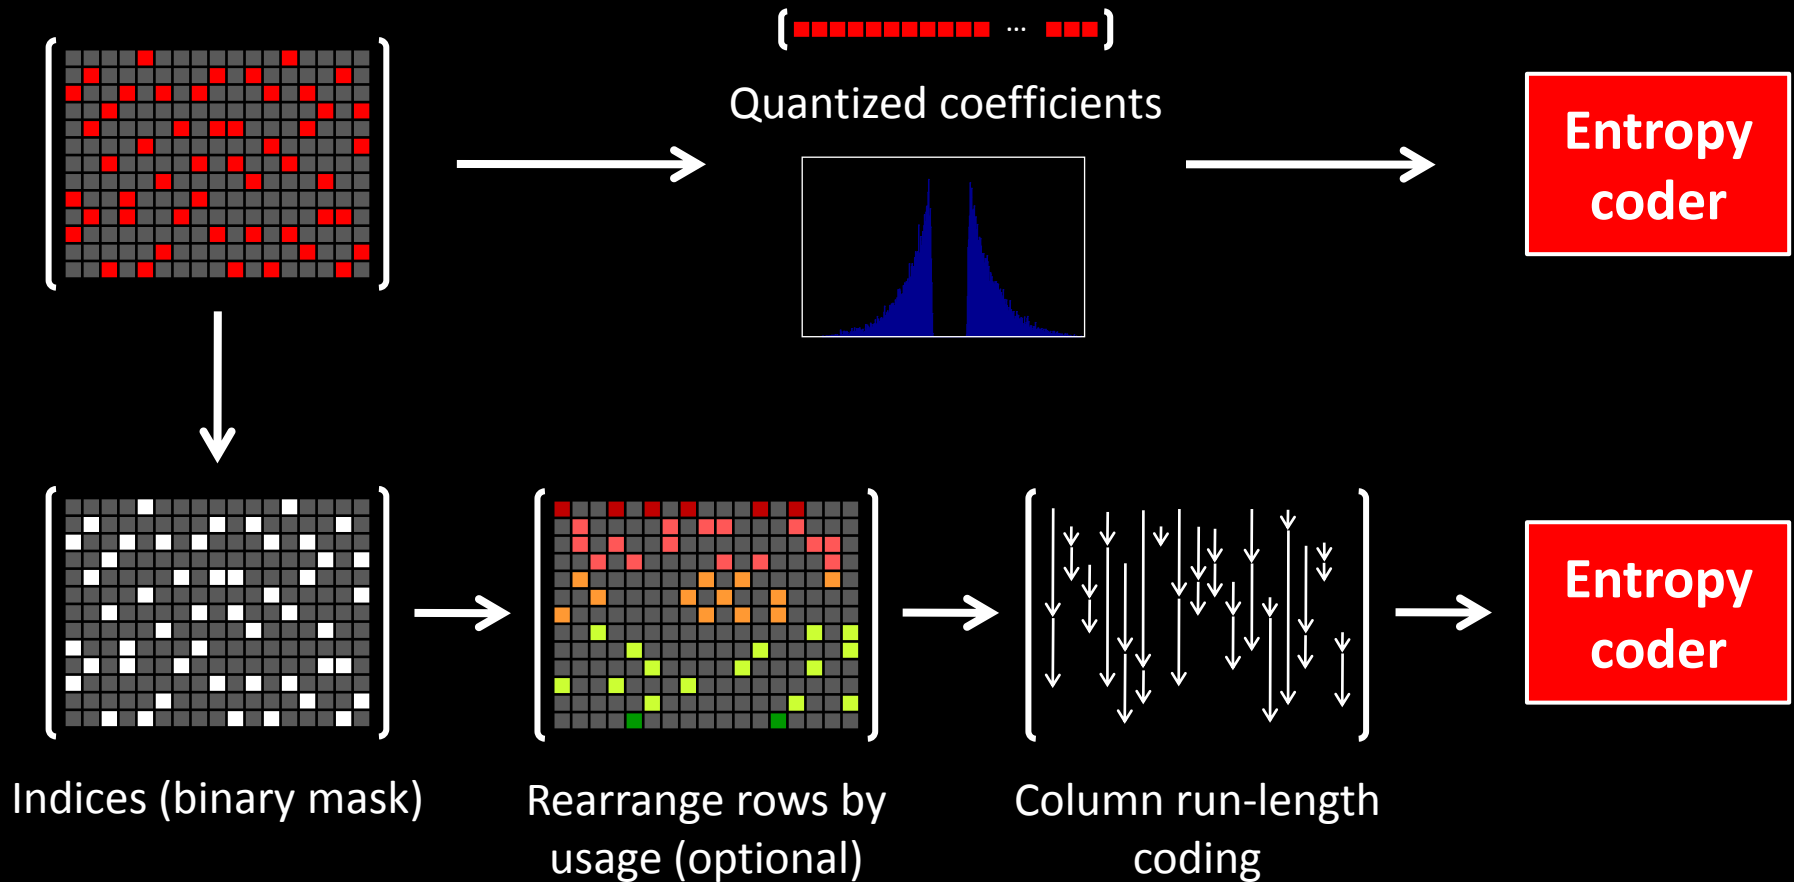 ...
Quantized coefficients
Entropy
coder
Indices (binary mask)
Rearrange rows by
usage (optional)
Column run-length
coding
Entropy
coder